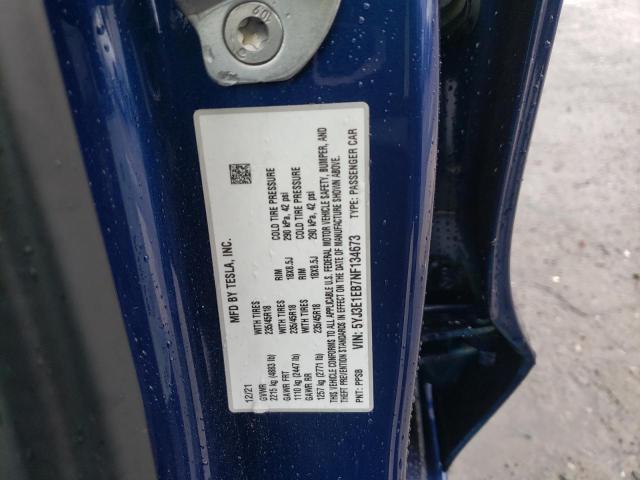 60L
MFD BY TESLA, INC.
12/21
GVWR
2215 kg (4883 lb)
WITH TIRES
235/45R18
RIM
18X8.5J
COLD TIRE PRESSURE
290 kPa, 42 psi
GAWR FRT
1110 kg (2447 lb)
WITH TIRES
235/45R18
RIM
18X8.5J
COLD TIRE PRESSURE
290 kPa, 42 psi
GAWR RR
1257 kg (2771 lb)
THIS VEHICLE CONFORMS TO ALL APPLICABLE U.S. FEDERAL MOTOR VEHICLE SAFETY, BUMPER, AND
THEFT PREVENTION STANDARDS IN EFFECT ON THE DATE OF MANUFACTURE SHOWN ABOVE.
VIN: 5YJ3E1EB7NF134673
PNT: PPSB
TYPE: PASSENGER CAR